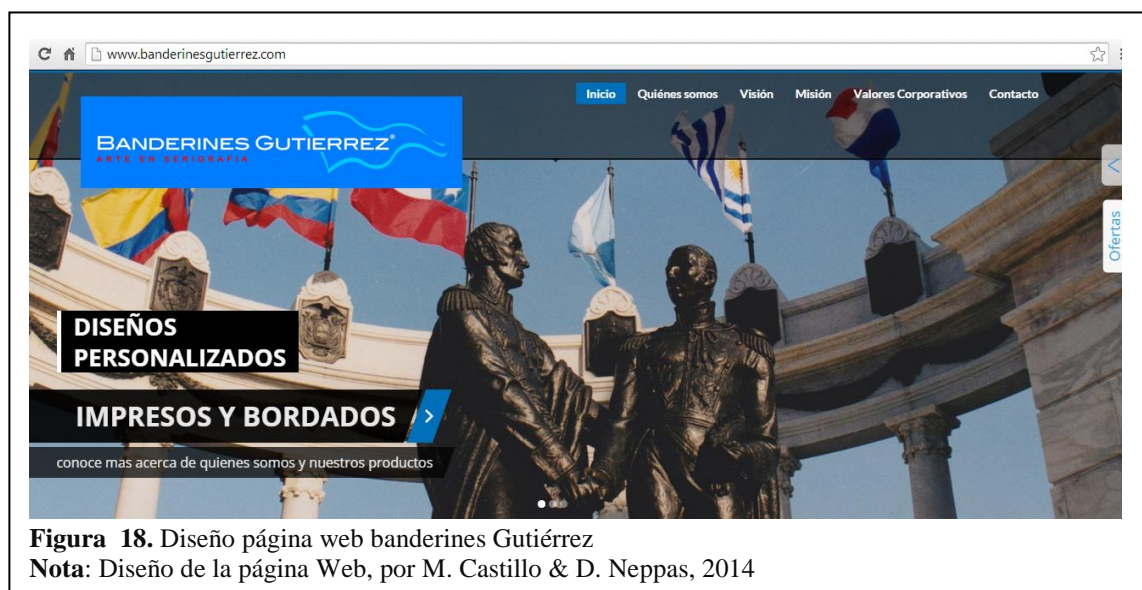 www.banderinesgutierrez.com
Inicio Quiénes somos Visión Misión Valores Corporativos Contacto
BANDERINES GUTIERREZ®
ARTE EN SERIGRAFIA
Ofertas
DISEÑOS
PERSONALIZADOS
IMPRESOS Y BORDADOS
conoce mas acerca de quienes somos y nuestros productos
Figura 18. Diseño página web banderines Gutiérrez
Nota: Diseño de la página Web, por M. Castillo & D. Neppas, 2014